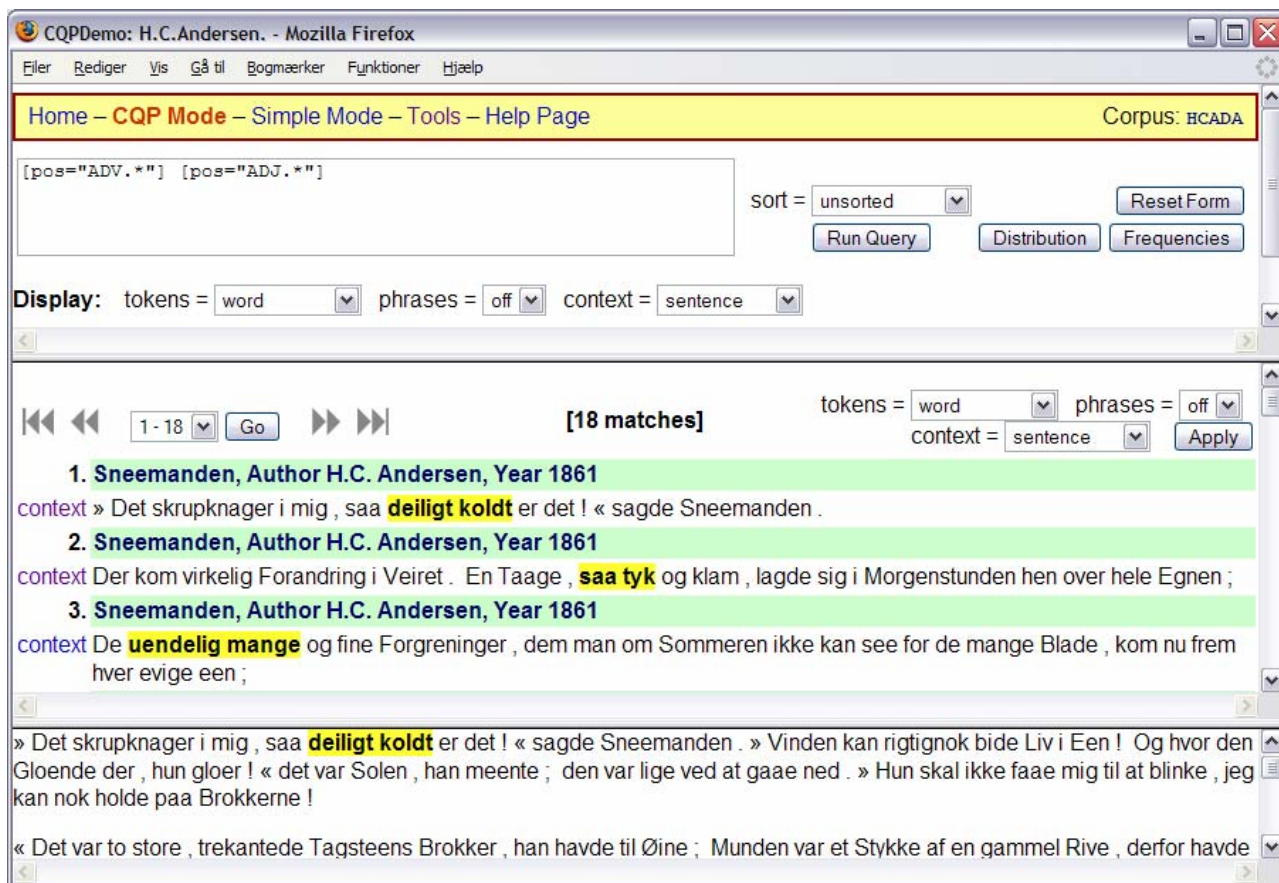 CQPDemo: H.C.Andersen. - Mozilla Firefox
Filer Rediger Vis Gå til Bogmærker Funktioner Hjælp
Home – CQP Mode – Simple Mode – Tools – Help Page Corpus: HCADA
[pos="ADV.*"] [pos="ADJ.*"]
sort = unsorted Reset Form
Run Query Distribution Frequencies
Display: tokens = word phrases = off context = sentence
tokens = word phrases = off
1 - 18 Go [18 matches]
context = sentence Apply
1. Sneemanden, Author H.C. Andersen, Year 1861
context » Det skrupknager i mig , saa deiligt koldt er det ! « sagde Sneemanden .
2. Sneemanden, Author H.C. Andersen, Year 1861
context Der kom virkelig Forandring i Veiret . En Taage , saa tyk og klam , lagde sig i Morgenstunden hen over hele Egnen ;
3. Sneemanden, Author H.C. Andersen, Year 1861
context De uendelig mange og fine Forgreninger , dem man om Sommeren ikke kan see for de mange Blade , kom nu frem
hver evige een ;
» Det skrupknager i mig , saa deiligt koldt er det ! « sagde Sneemanden . » Vinden kan rigtignok bide Liv i Een ! Og hvor den
Gloende der , hun gloer ! « det var Solen , han meente ; den var lige ved at gaae ned . » Hun skal ikke faae mig til at blinke , jeg
kan nok holde paa Brokkerne !
« Det var to store , trekantede Tagsteens Brokker , han havde til Øine ; Munden var et Stykke af en gammel Rive , derfor havde